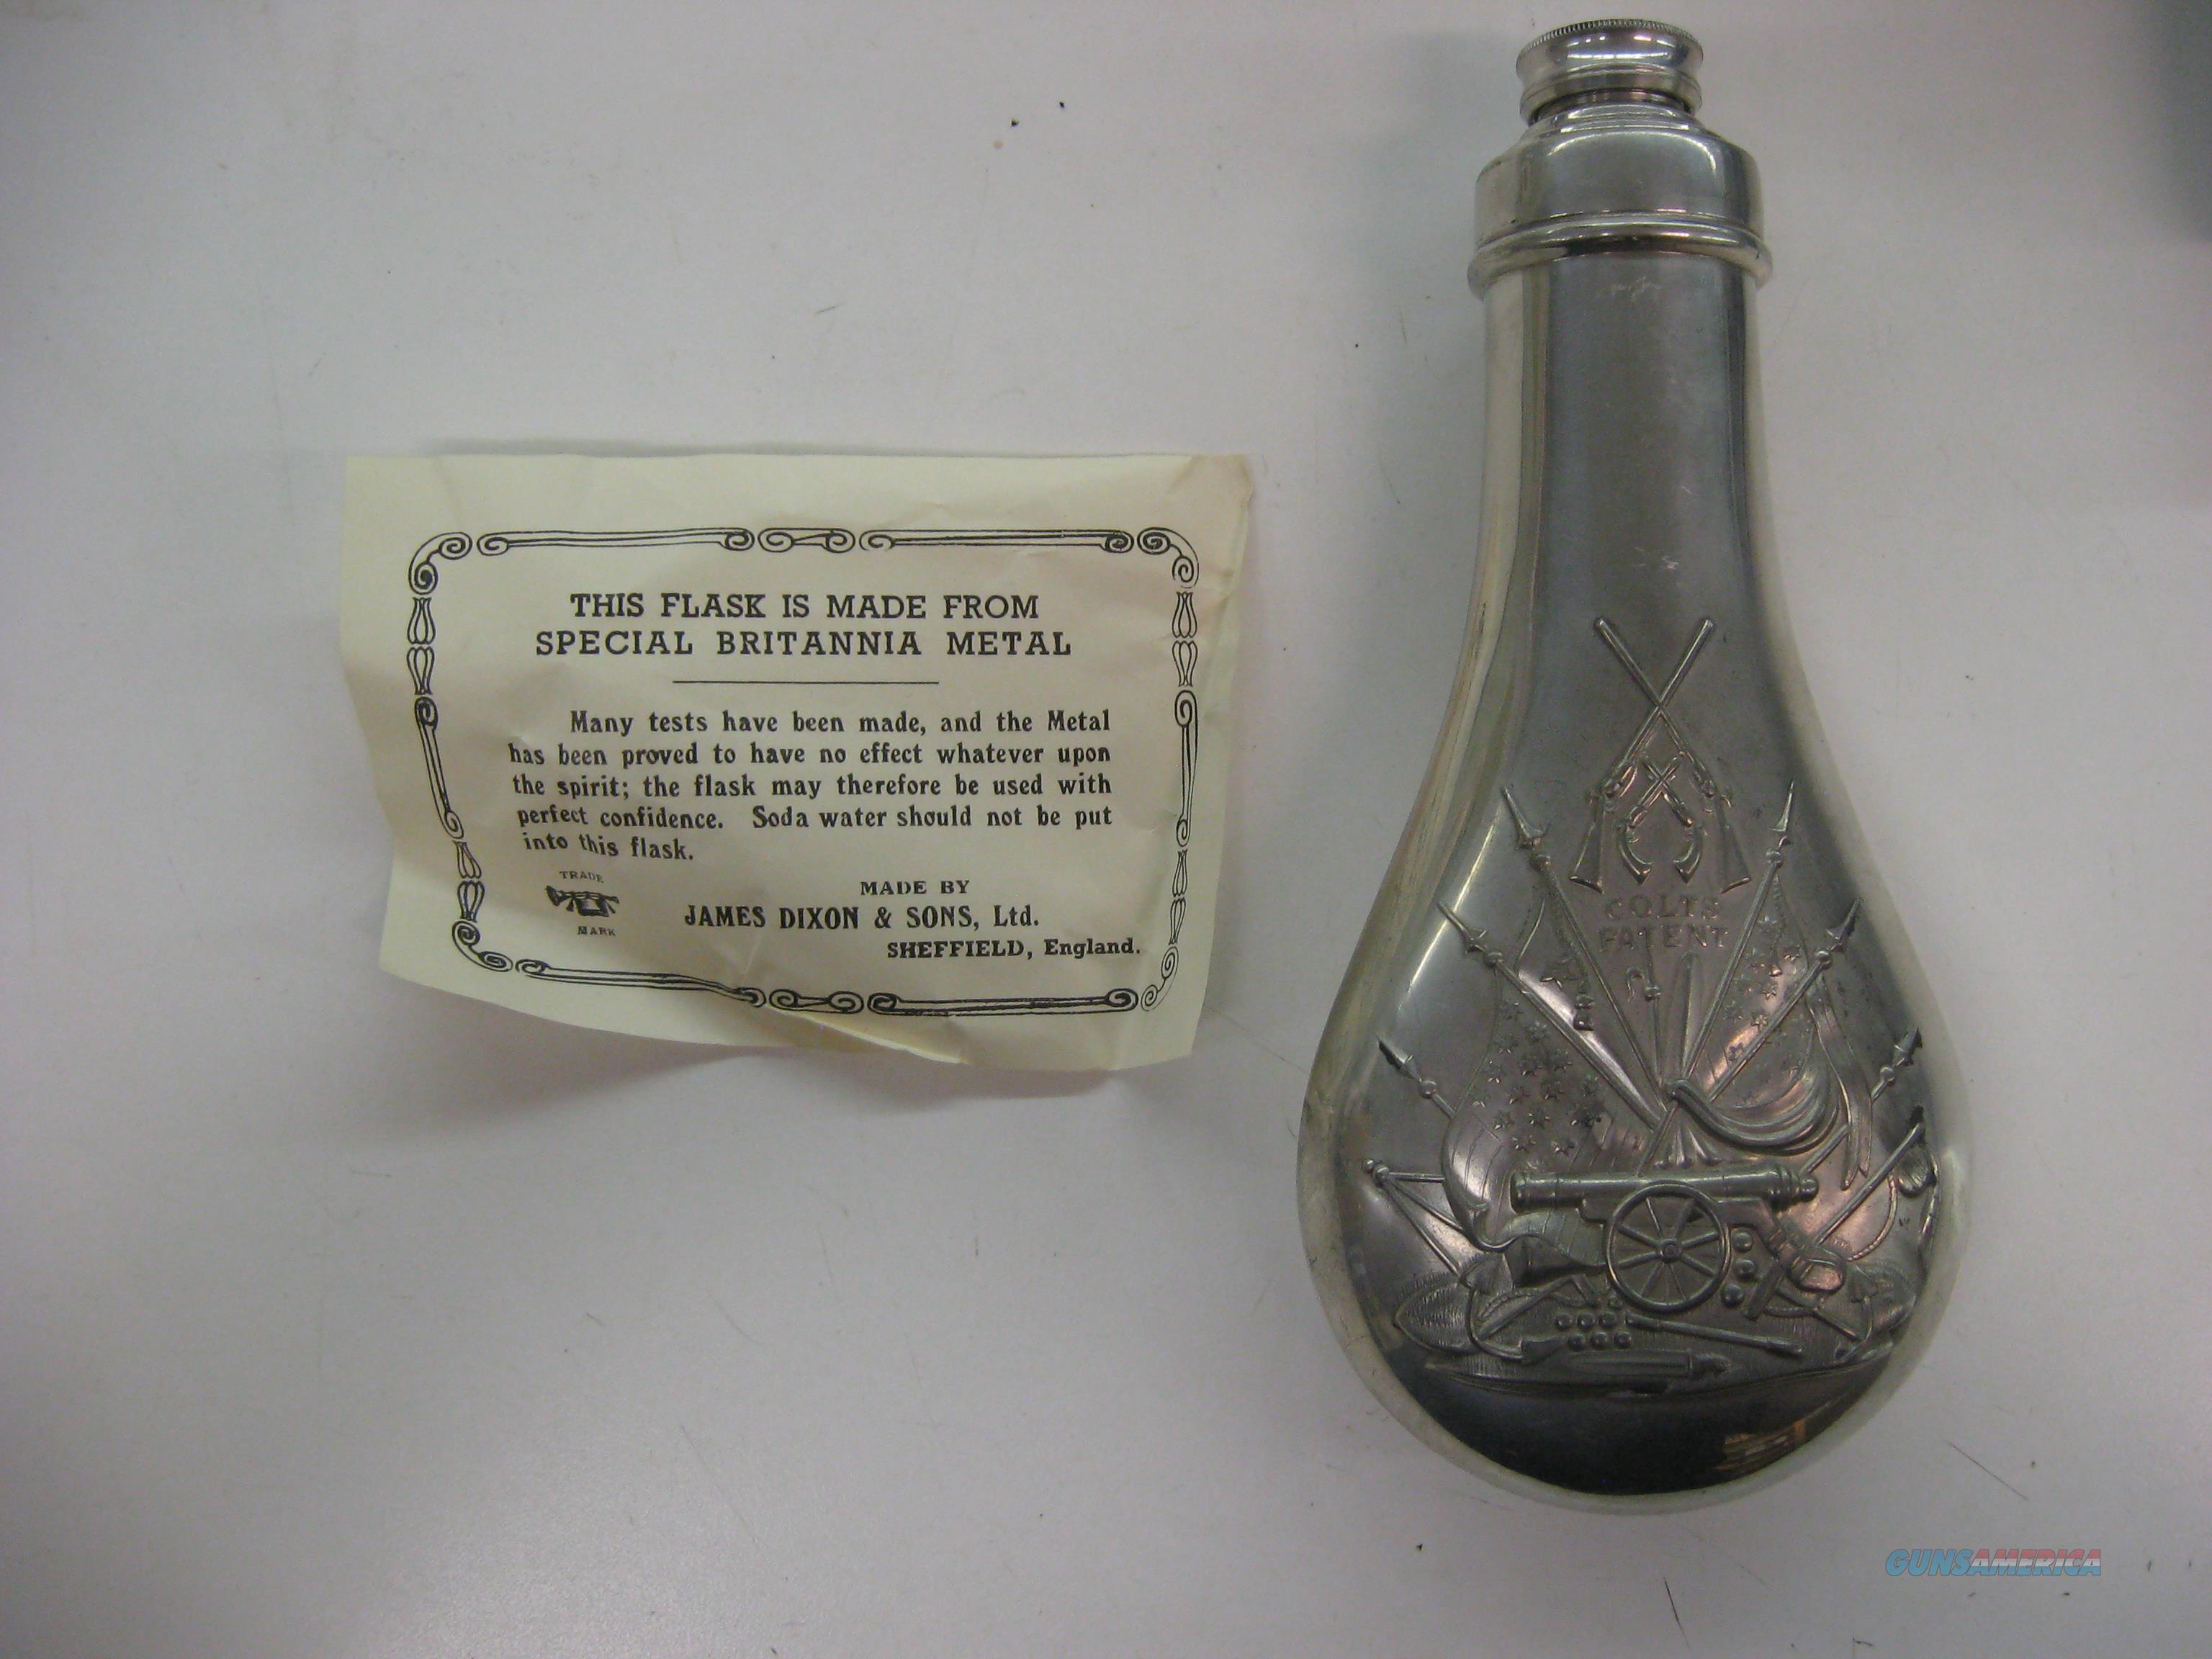 THIS FLASK IS MADE FROM
SPECIAL BRITANNIA METAL
Many tests have been made, and the Metal
has been proved to have no effect whatever upon
the spirit; the flask may therefore be used with
perfect confidence. Soda water should not be put
into this flask.
TRADE
MARK
MADE BY
JAMES DIXON & SONS, Ltd.
SHEFFIELD, England.
COLTS
PATENT
GUNSAMERICA